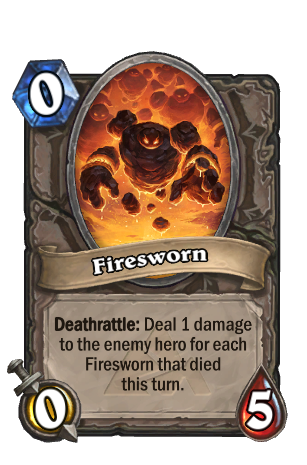 0
Firesworn
Deathrattle: Deal 1 damage
to the enemy hero for each
Firesworn that died
this turn.
0
5